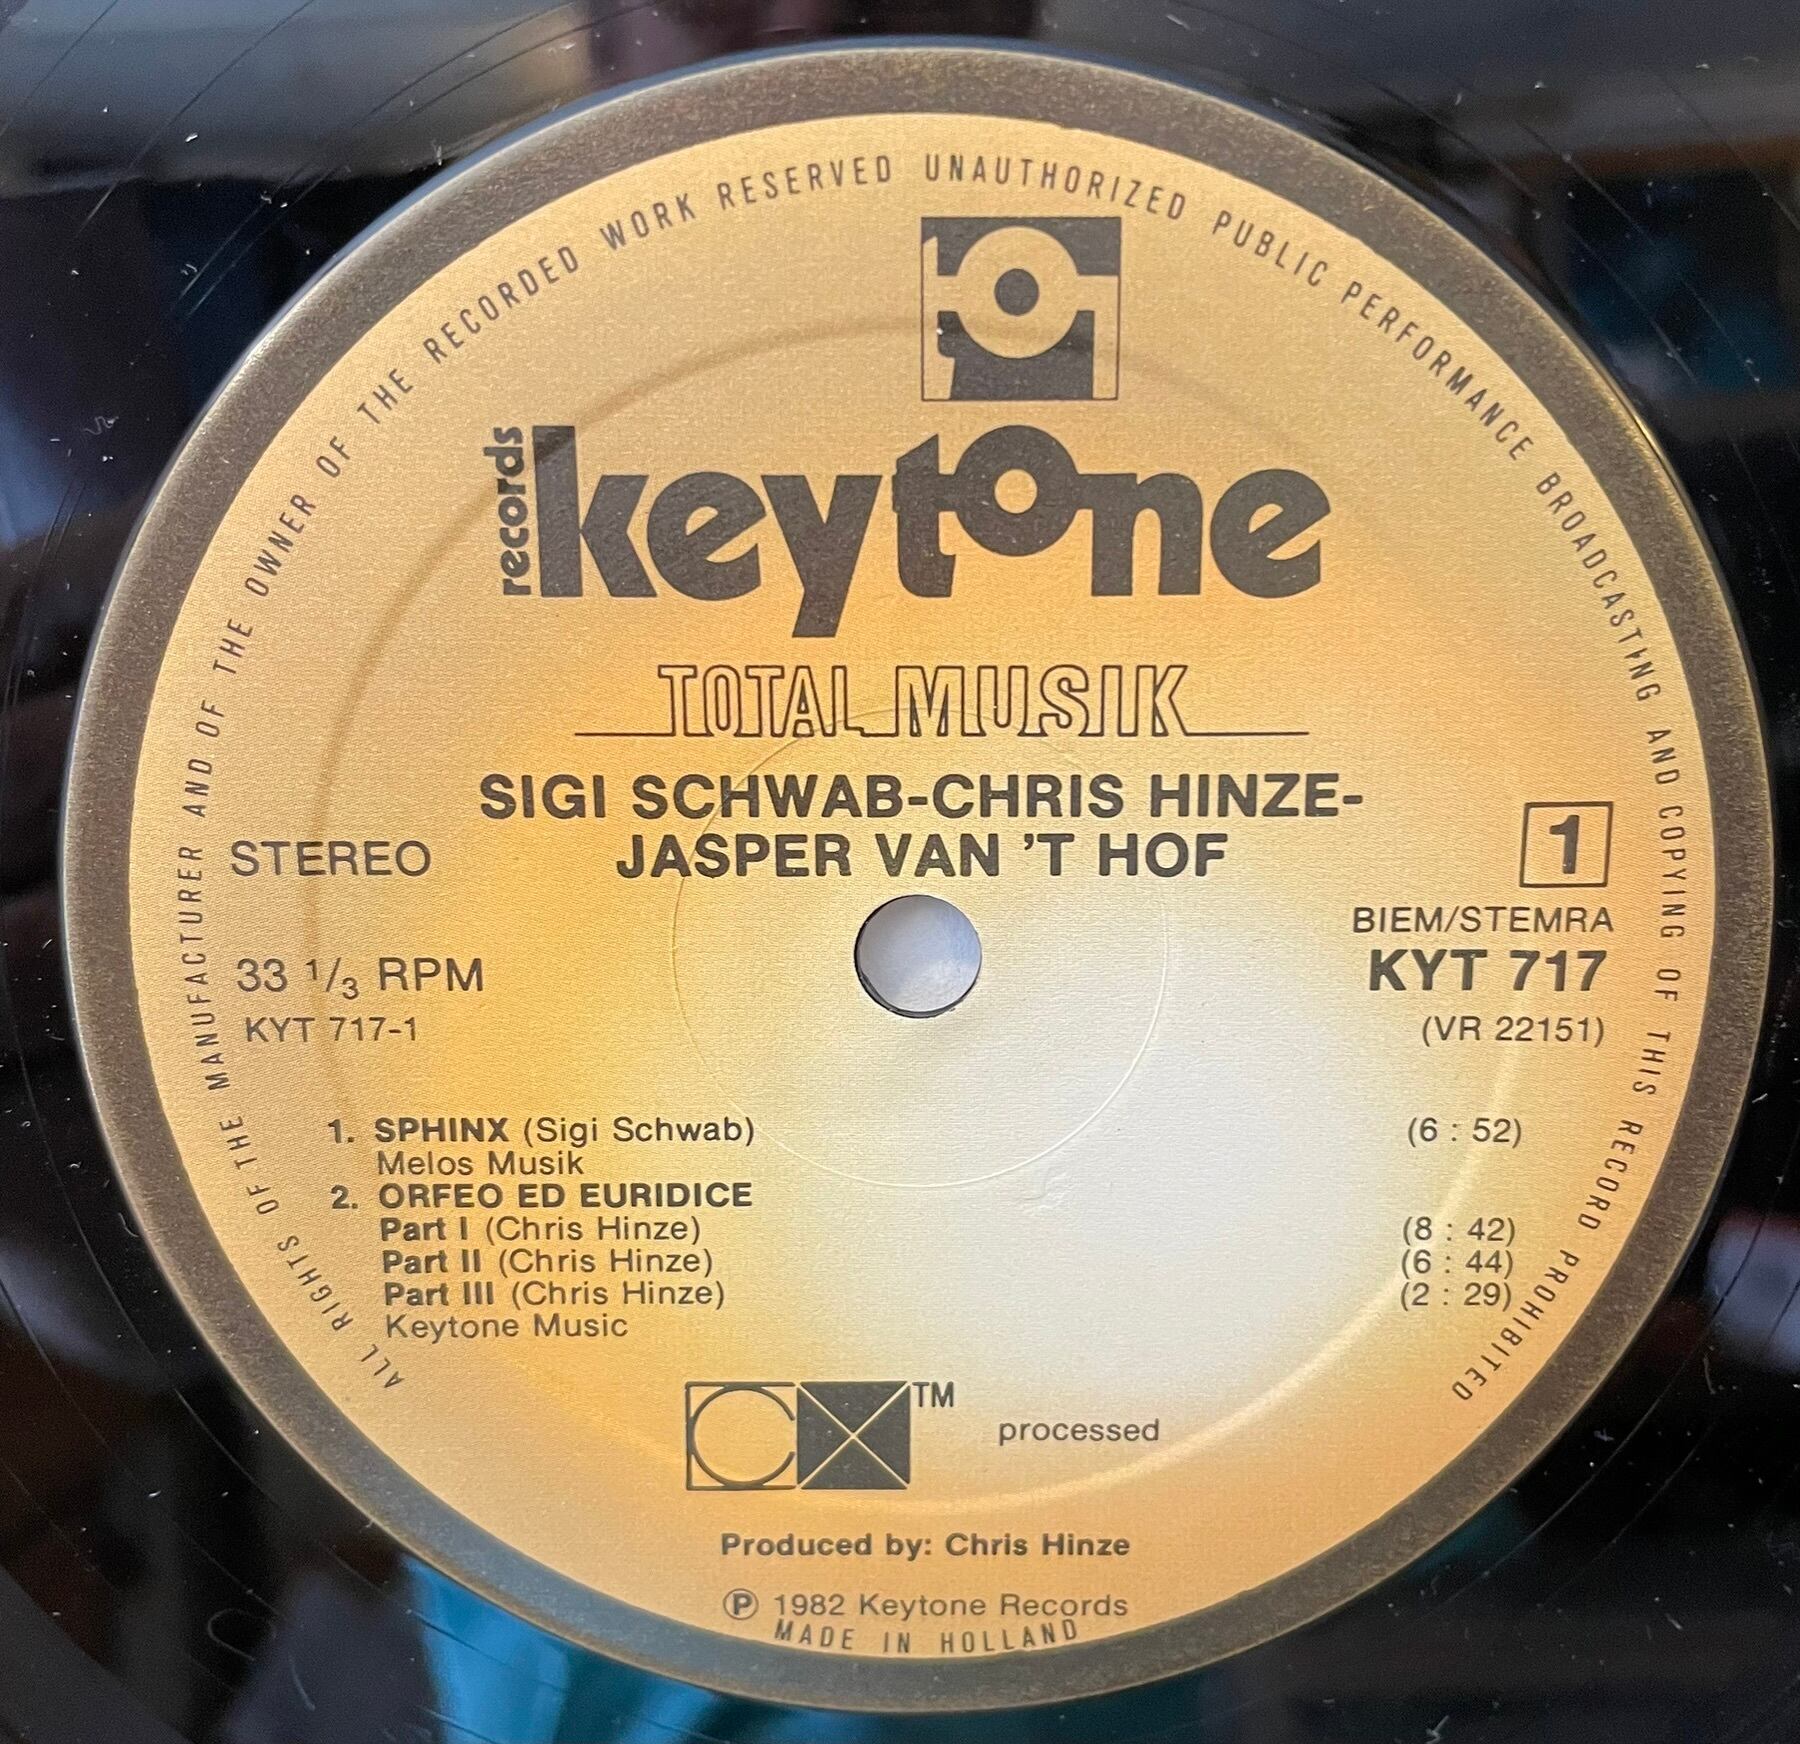 ALL RIGHTS OF THE MANUFACTURER AND OF THE OWNER OF THE RECORDED WORK RESERVED UNAUTHORIZED PUBLIC PERFORMANCE BROADCASTING AND COPYING OF THIS RECORD PROHIBITED
records keytone
TOTAL MUSIK
SIGI SCHWAB-CHRIS HINZE-
JASPER VAN 'T HOF
STEREO
1
BIEM/STEMRA
33 1/3 RPM
KYT 717
KYT 717-1
(VR 22151)
1. SPHINX (Sigi Schwab) (6 : 52)
Melos Musik
2. ORFEO ED EURIDICE
Part I (Chris Hinze) (8 : 42)
Part II (Chris Hinze) (6 : 44)
Part III (Chris Hinze) (2 : 29)
Keytone Music
CX™ processed
Produced by: Chris Hinze
℗ 1982 Keytone Records
MADE IN HOLLAND